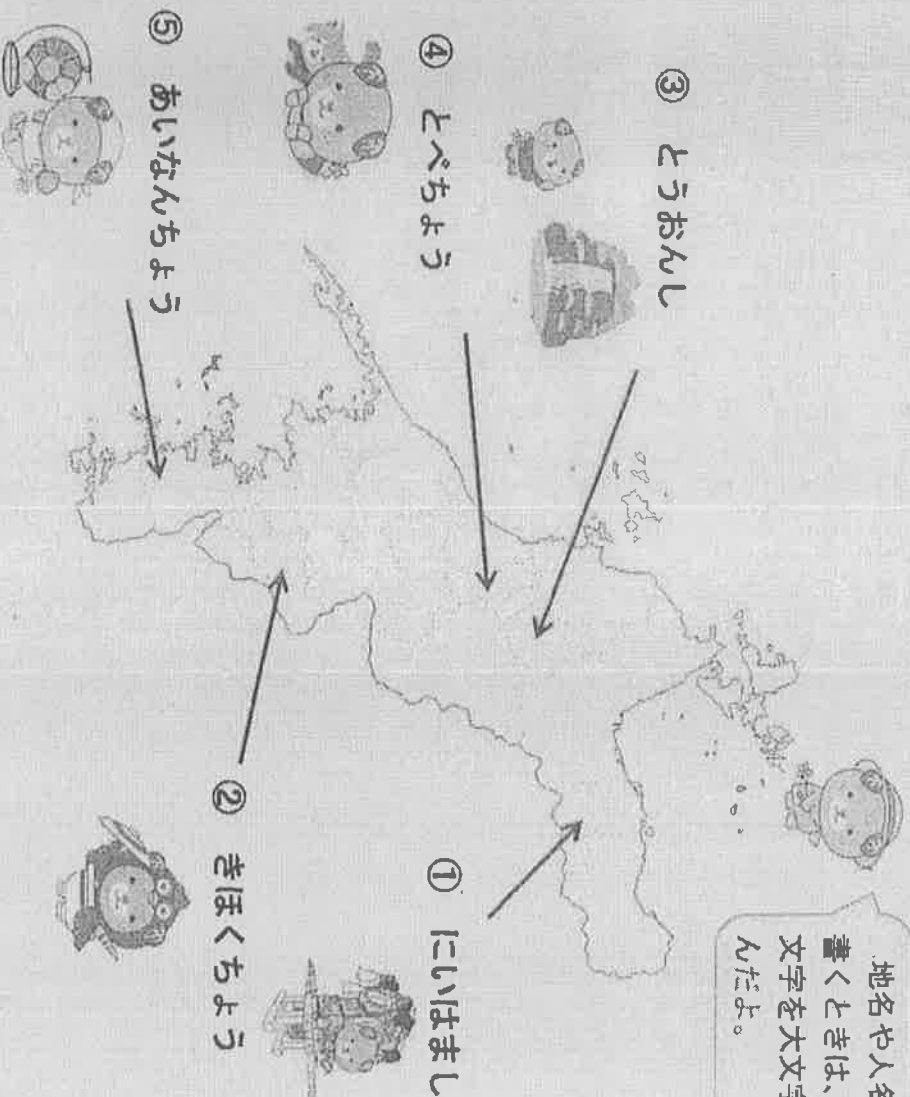 地名や人名
書くときは、
文字を大文字
んだよ。
① にいはまし
② きほくちょう
③ とうおんし
④ とべちょう
⑤ あいなんちょう